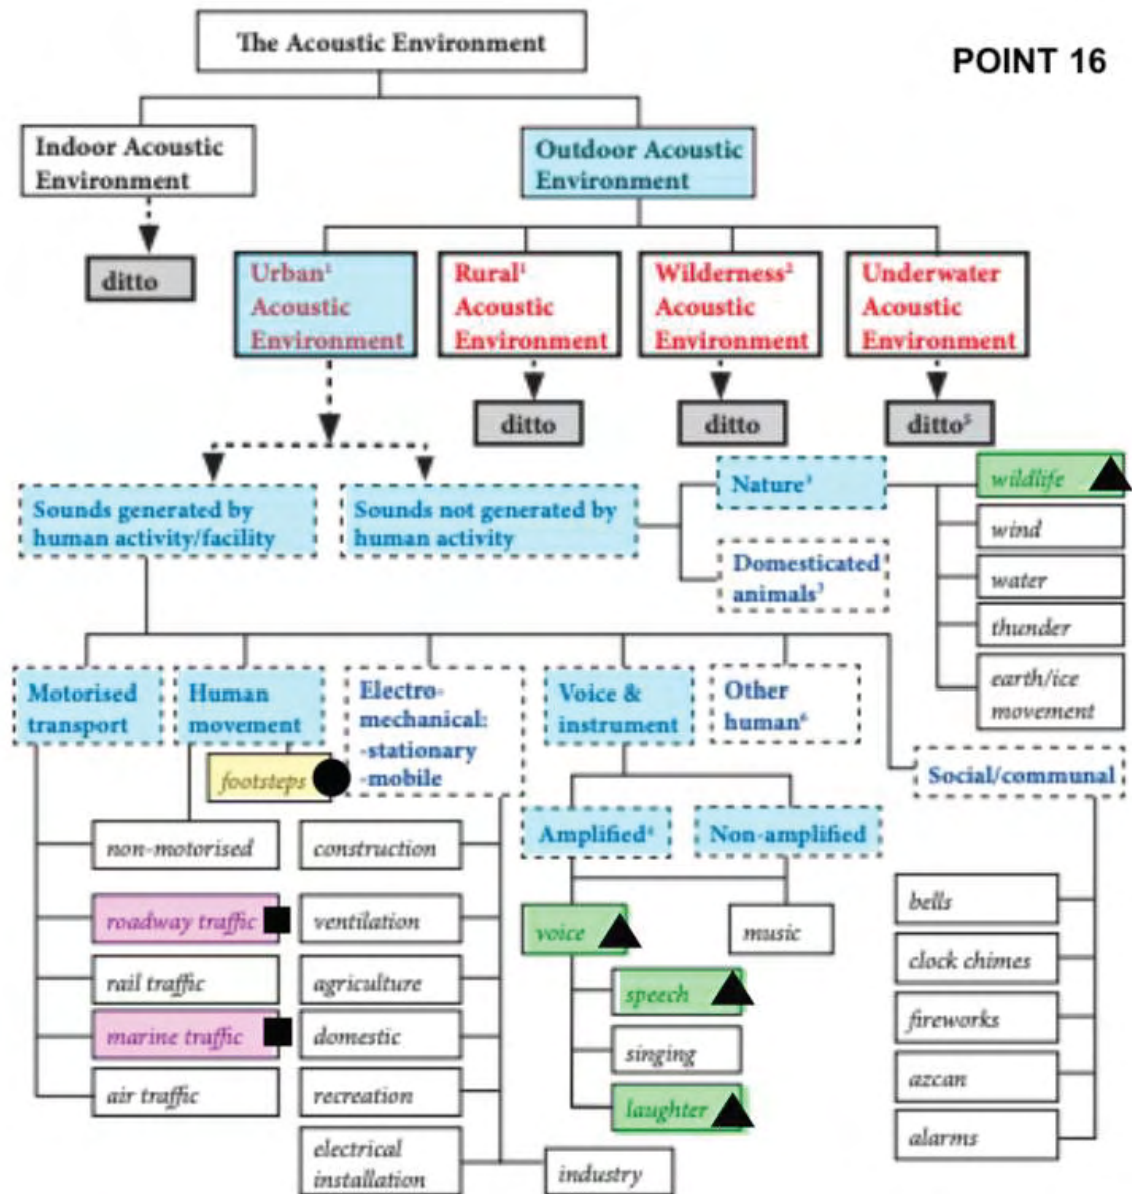 The Acoustic Environment
POINT 16
Indoor Acoustic
Environment
Outdoor Acoustic
Environment
ditto
Urban¹
Acoustic
Environment
Rural¹
Acoustic
Environment
Wilderness²
Acoustic
Environment
Underwater
Acoustic
Environment
ditto
ditto
ditto⁵
Sounds generated by
human activity/facility
Sounds not generated by
human activity
Nature³
Domesticated
animals³
wildlife
wind
water
thunder
earth/ice
movement
Motorised
transport
Human
movement
footsteps
Electro-
mechanical:
-stationary
-mobile
Voice &
instrument
Other
human⁶
Social/communal
Amplified⁴
Non-amplified
non-motorised
roadway traffic
rail traffic
marine traffic
air traffic
construction
ventilation
agriculture
domestic
recreation
electrical
installation
industry
voice
music
speech
singing
laughter
bells
clock chimes
fireworks
azcan
alarms